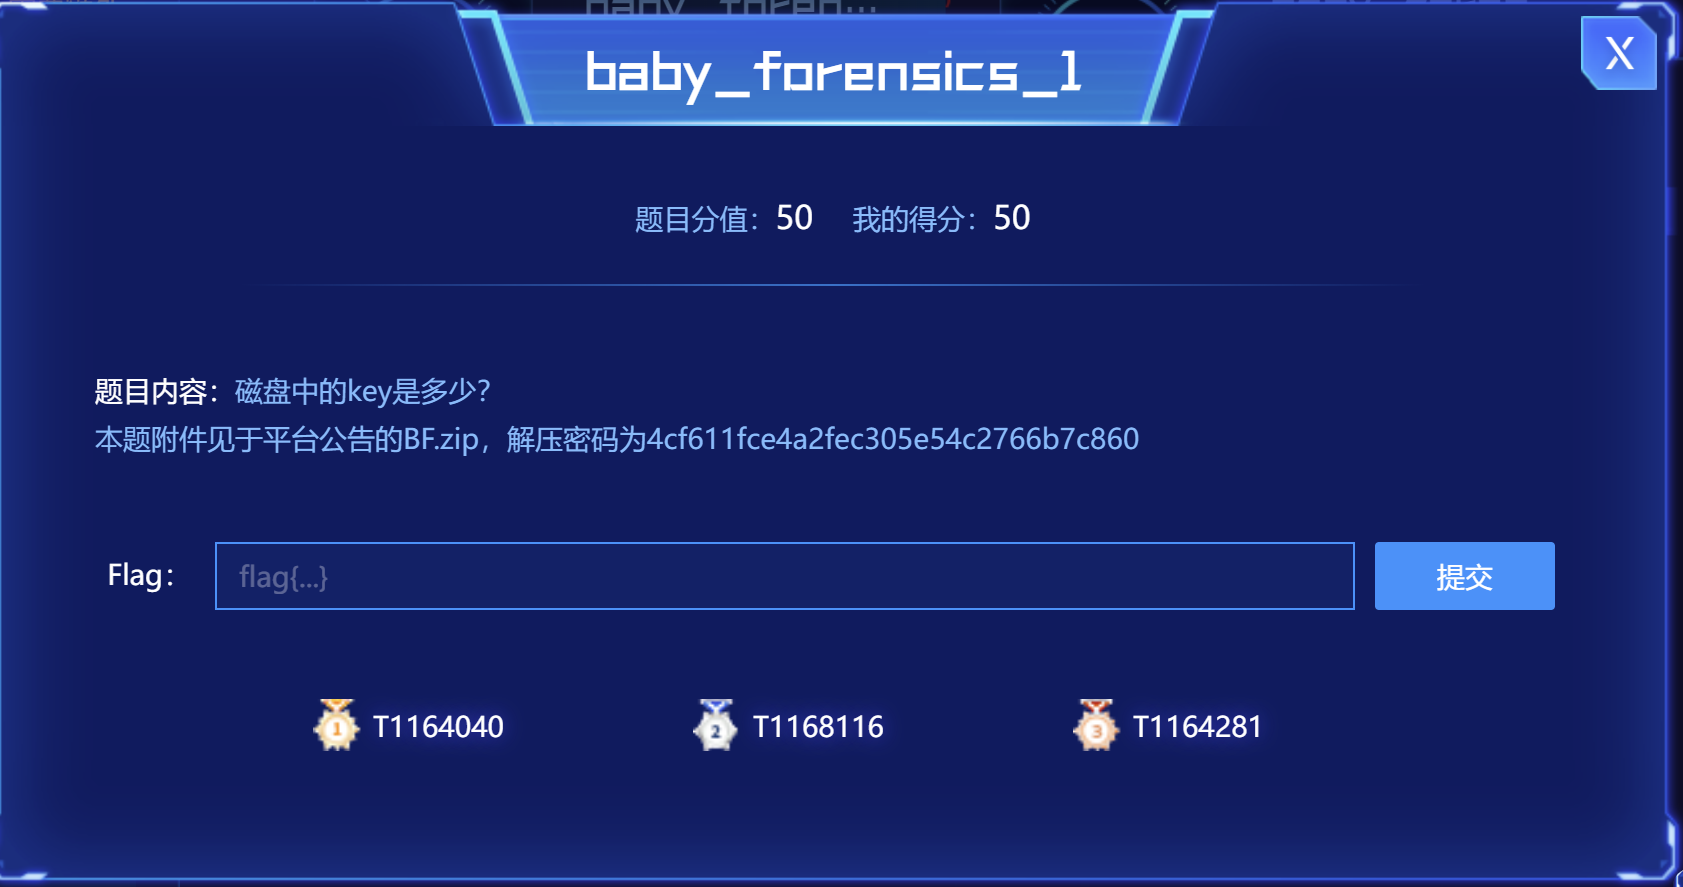 baby_forensics_1
X
题目分值：50 我的得分：50
题目内容：磁盘中的key是多少？
本题附件见于平台公告的BF.zip，解压密码为4cf611fce4a2fec305e54c2766b7c860
Flag： flag{...} 提交
1 T1164040 2 T1168116 3 T1164281